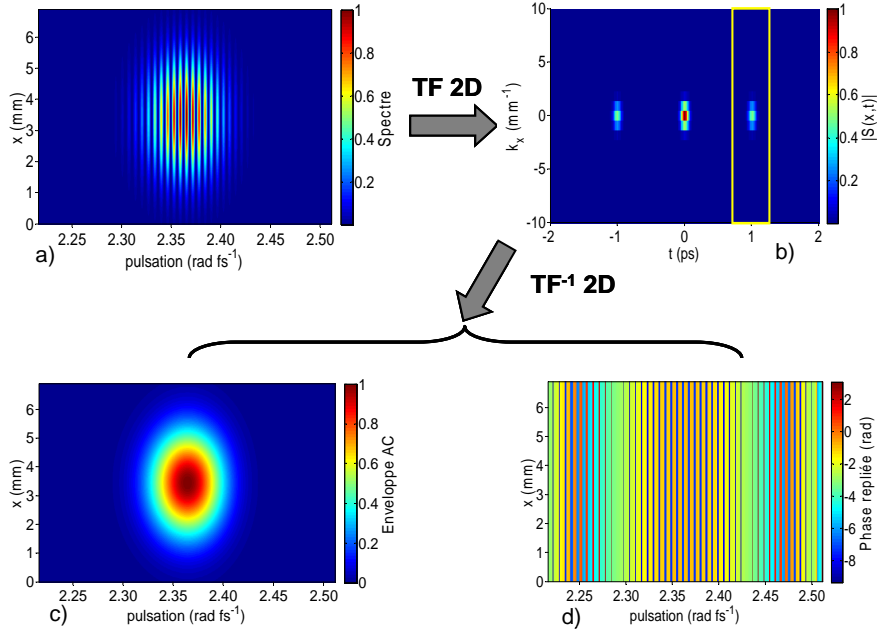 6
5
4
3
2
1
0
x (mm)
2.25 2.30 2.35 2.40 2.45 2.50
pulsation (rad fs-1)
a)
1
0.8
0.6
0.4
0.2
Spectre
TF 2D
10
5
0
-5
-10
kx (mm-1)
-2 -1 0 1 2
t (ps)
b)
1
0.8
0.6
0.4
0.2
|S(x,t)|
TF-1 2D
6
5
4
3
2
1
0
x (mm)
2.25 2.30 2.35 2.40 2.45 2.50
pulsation (rad fs-1)
c)
1
0.8
0.6
0.4
0.2
0
Enveloppe AC
6
5
4
3
2
1
0
x (mm)
2.25 2.30 2.35 2.40 2.45 2.50
pulsation (rad fs-1)
d)
2
0
-2
-4
-6
-8
Phase repliée (rad)